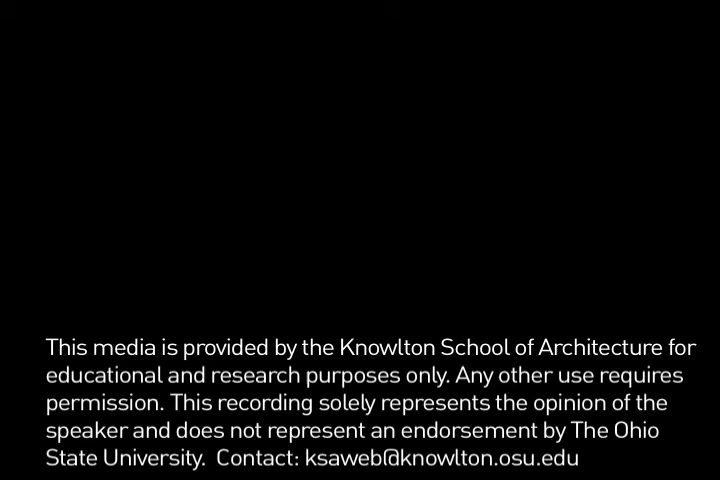 This media is provided by the Knowlton School of Architecture for
educational and research purposes only. Any other use requires
permission. This recording solely represents the opinion of the
speaker and does not represent an endorsement by The Ohio
State University.  Contact: ksaweb@knowlton.osu.edu